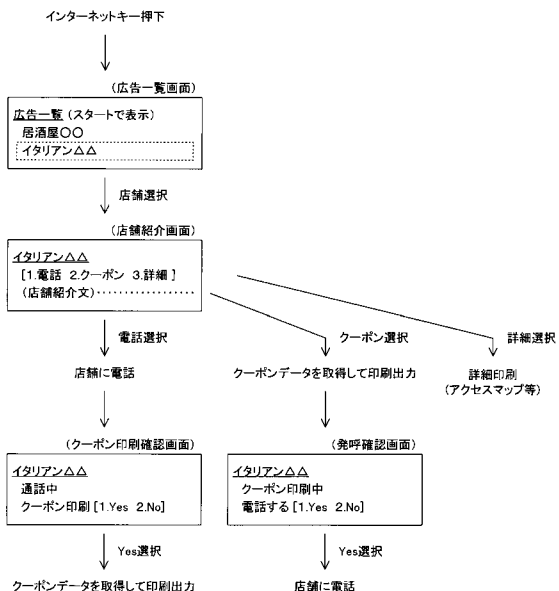 インターネットキー押下
(広告一覧画面)
広告一覧 (スタートで表示)
居酒屋〇〇
イタリアン△△
店舗選択
(店舗紹介画面)
イタリアン△△
[1.電話 2.クーポン 3.詳細]
(店舗紹介文)‥‥‥‥‥‥‥‥
電話選択
クーポン選択
詳細選択
店舗に電話
クーポンデータを取得して印刷出力
詳細印刷
(アクセスマップ等)
(クーポン印刷確認画面)
イタリアン△△
通話中
クーポン印刷 [1.Yes 2.No]
(発呼確認画面)
イタリアン△△
クーポン印刷中
電話する [1.Yes 2.No]
Yes選択
Yes選択
クーポンデータを取得して印刷出力
店舗に電話